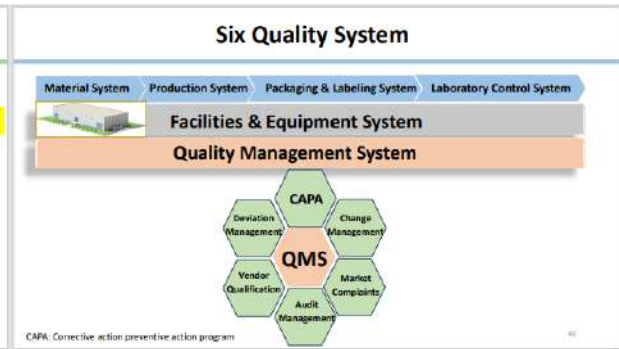 Six Quality System
Material System
Production System
Packaging & Labeling System
Laboratory Control System
Facilities & Equipment System
Quality Management System
CAPA
Deviation
Management
Change
Management
QMS
Vendor
Qualification
Market
Complaints
Audit
Management
CAPA: Corrective action preventive action program